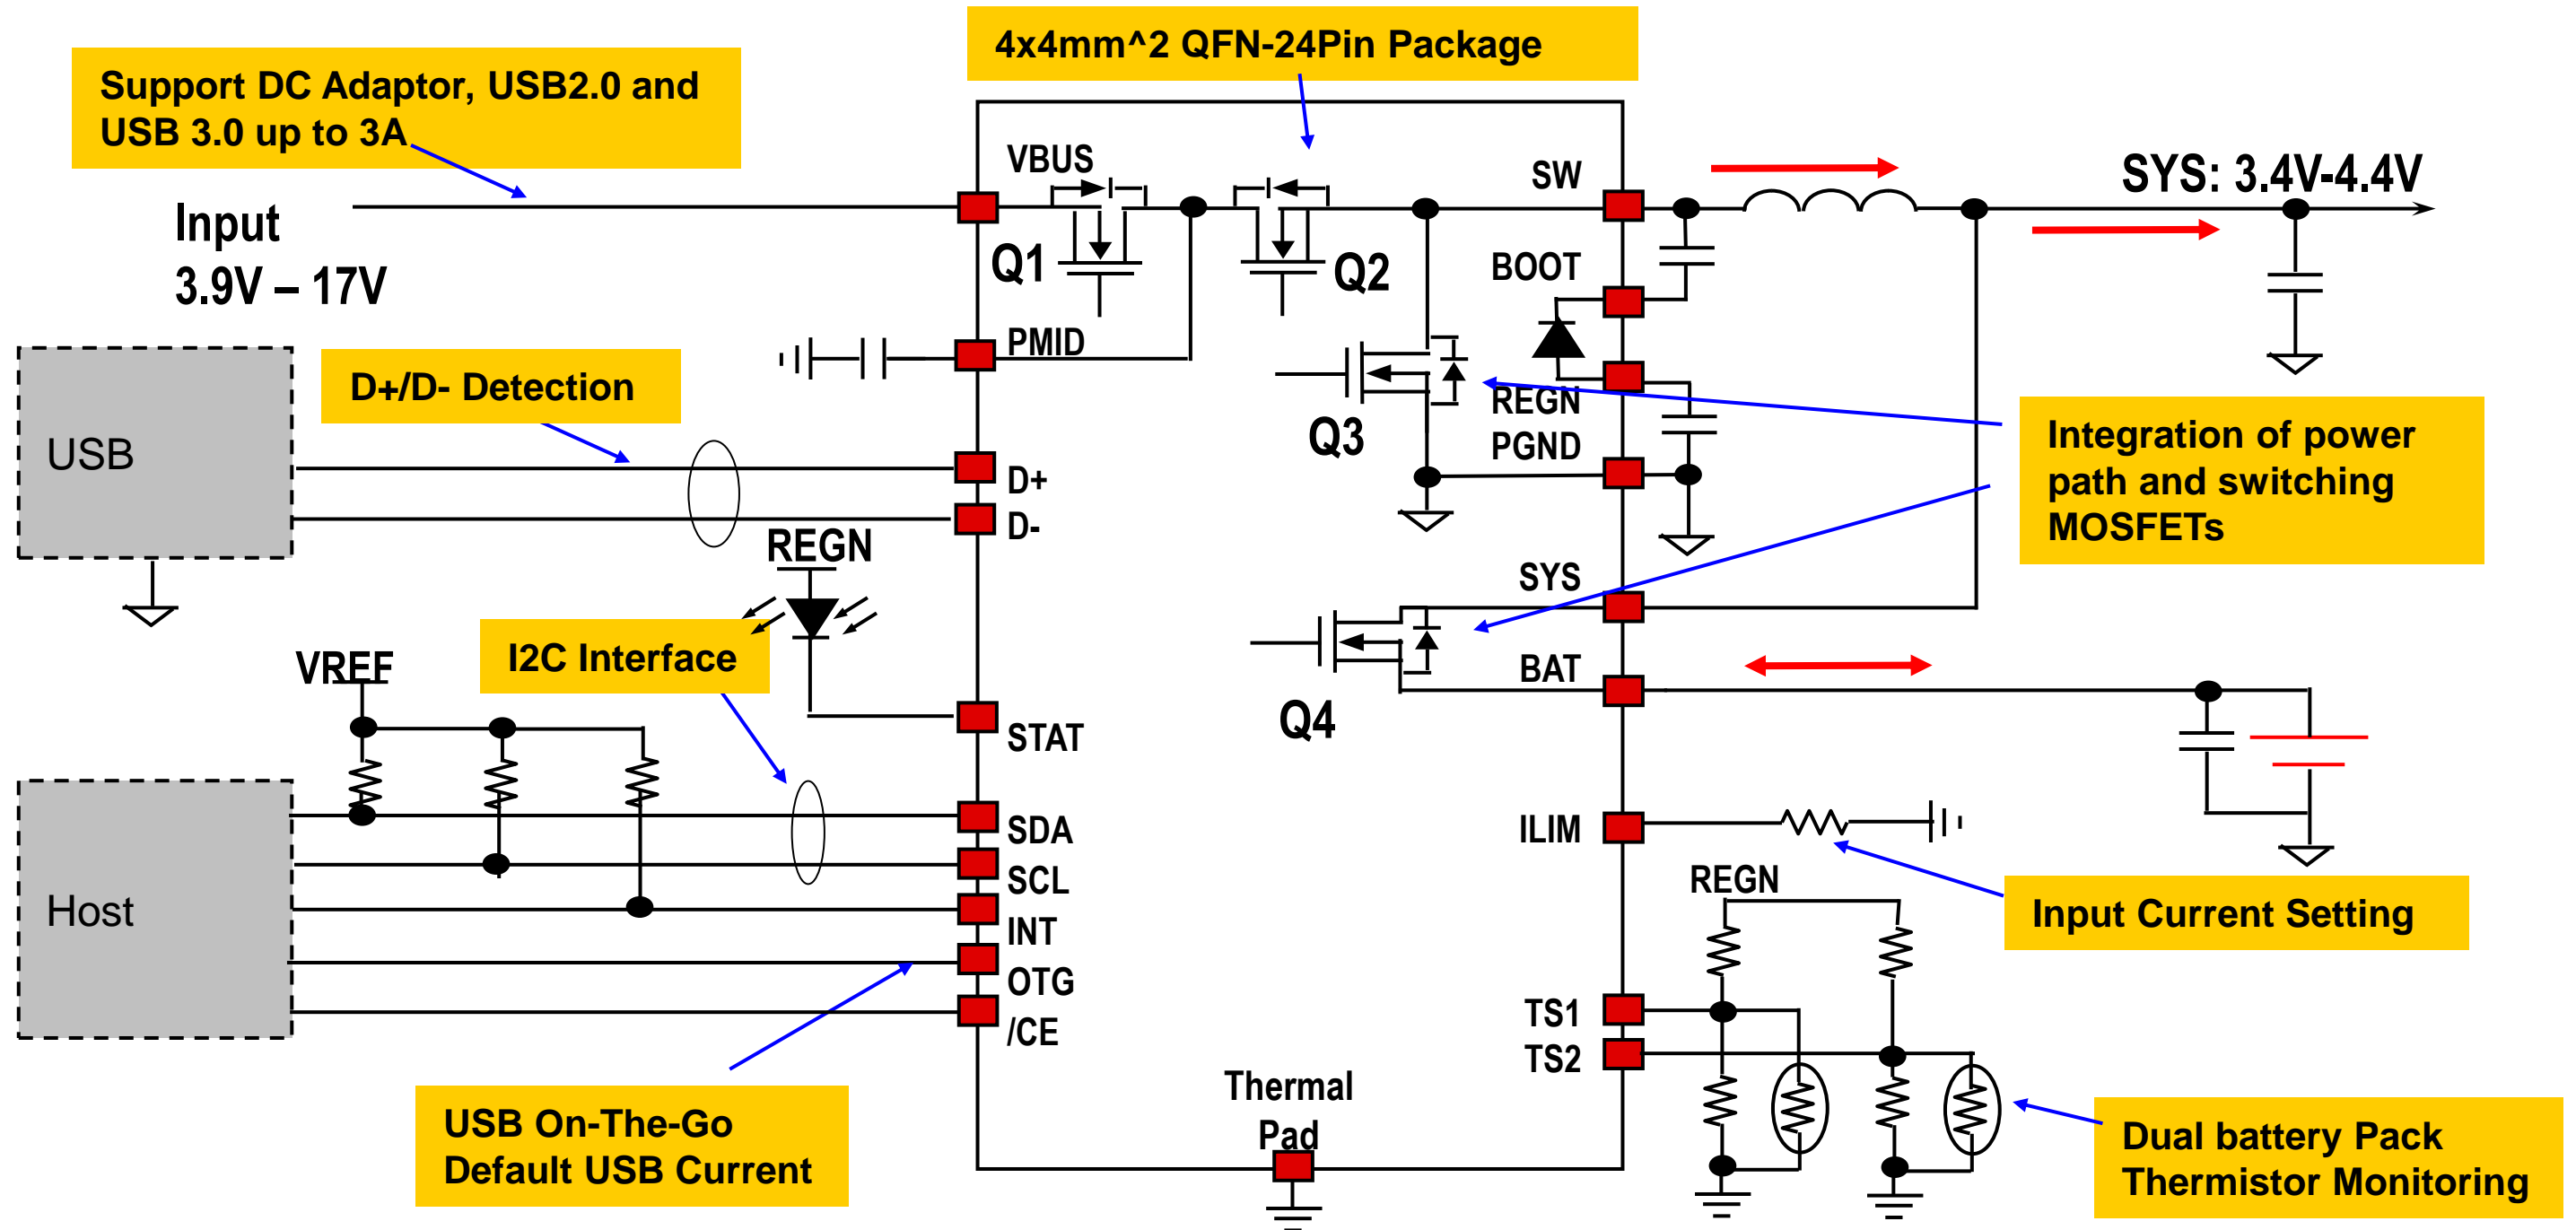 4x4mm^2 QFN-24Pin Package
Support DC Adaptor, USB2.0 and
USB 3.0 up to 3A
VBUS
SW
SYS: 3.4V-4.4V
Input
3.9V – 17V
Q1
Q2
BOOT
PMID
D+/D- Detection
REGN
PGND
Q3
Integration of power
path and switching
MOSFETs
USB
D+
D-
REGN
SYS
I2C Interface
VREF
BAT
Q4
STAT
Host
SDA
SCL
INT
OTG
/CE
ILIM
REGN
Input Current Setting
TS1
TS2
Thermal
Pad
USB On-The-Go
Default USB Current
Dual battery Pack
Thermistor Monitoring